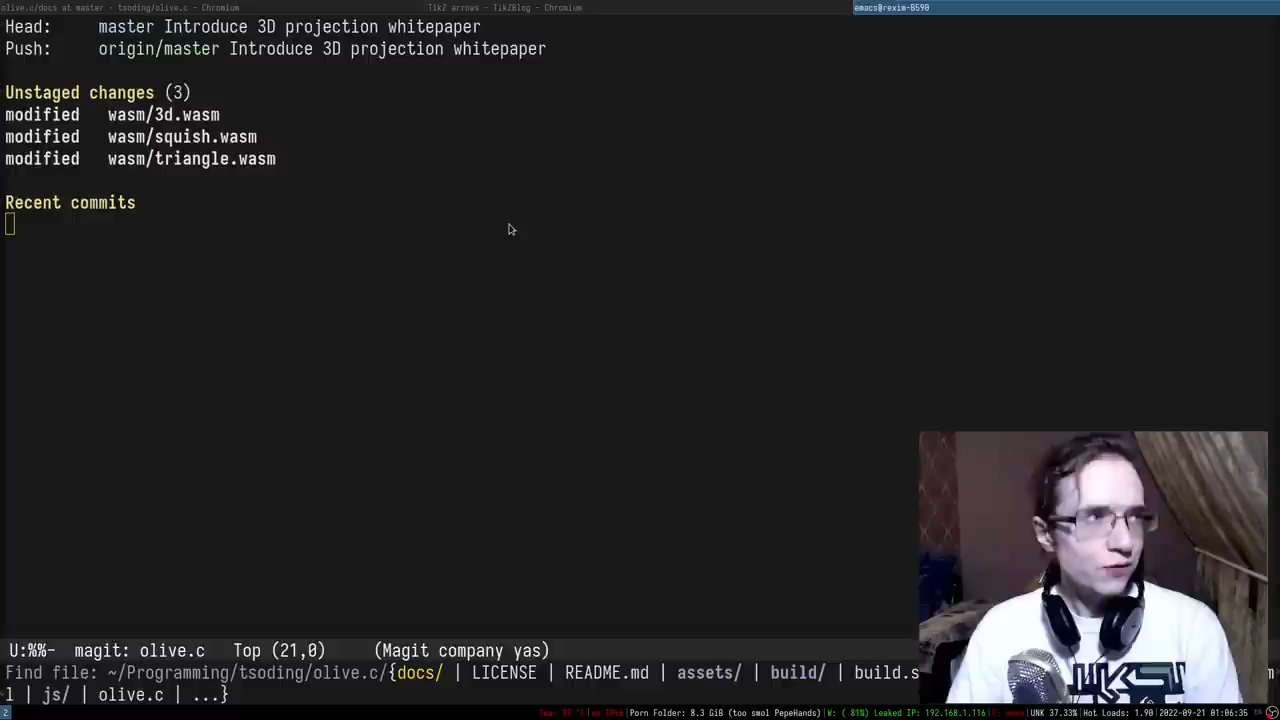 olive.c/docs at master · tsoding/olive.c – Chromium
TikZ arrows – TikZBlog – Chromium
emacs@rexim-B590
Head: master Introduce 3D projection whitepaper
Push: origin/master Introduce 3D projection whitepaper
Unstaged changes (3)
modified wasm/3d.wasm
modified wasm/squish.wasm
modified wasm/triangle.wasm
Recent commits
U:%%- magit: olive.c Top (21,0) (Magit company yas)
Find file: ~/Programming/tsoding/olive.c/{docs/ | LICENSE | README.md | assets/ | build/ | build.s
l | js/ | olive.c | ...}
2
Porn Folder: 8.3 GiB (too smol PepeHands) | W: ( 81%) Leaked IP: 192.168.1.116 | UNK 37.33% | Hot Loads: 1.90 | 2022-09-21 01:06:35